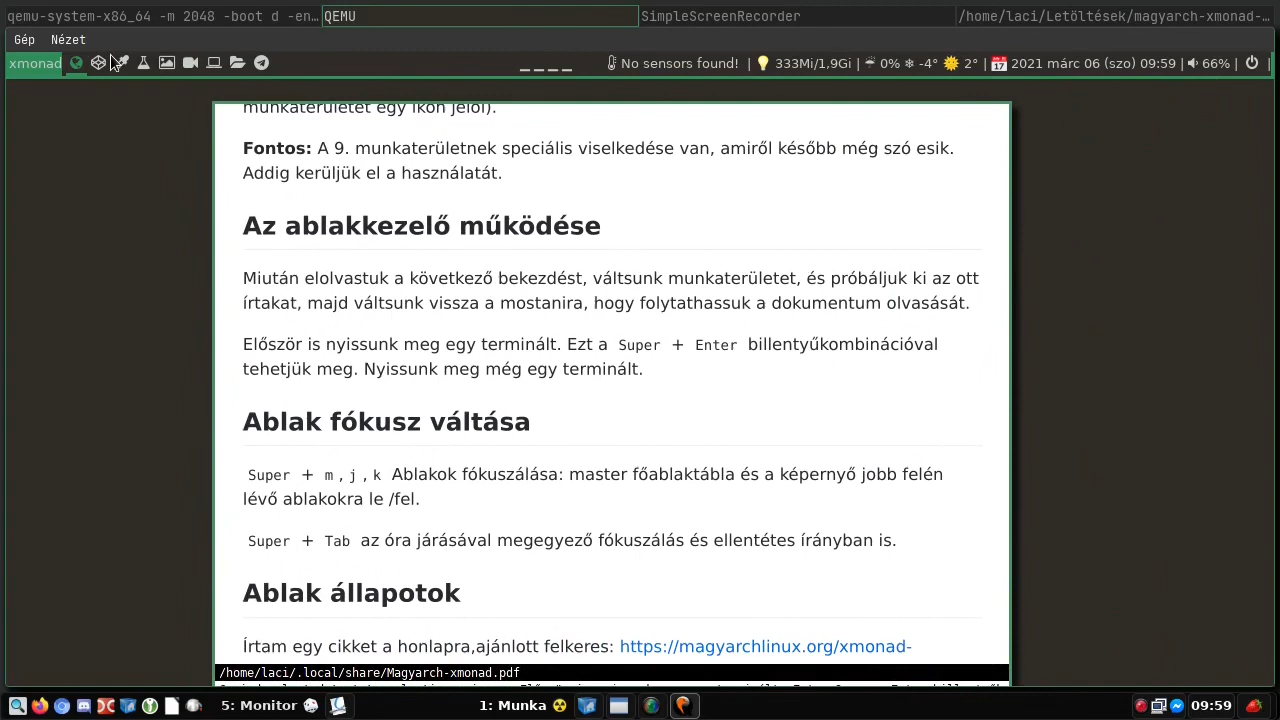 qemu-system-x86_64 -m 2048 -boot d -en…
QEMU
SimpleScreenRecorder
/home/laci/Letöltések/magyarch-xmonad-…
Gép Nézet
xmonad
No sensors found! | 333Mi/1,9Gi | 0% -4° 2° | 2021 márc 06 (szo) 09:59 | 66% |
munkaterületet egy ikon jelöl).
Fontos: A 9. munkaterületnek speciális viselkedése van, amiről később még szó esik.
Addig kerüljük el a használatát.
Az ablakkezelő működése
Miután elolvastuk a következő bekezdést, váltsunk munkaterületet, és próbáljuk ki az ott
írtakat, majd váltsunk vissza a mostanira, hogy folytathassuk a dokumentum olvasását.
Először is nyissunk meg egy terminált. Ezt a Super + Enter billentyűkombinációval
tehetjük meg. Nyissunk meg még egy terminált.
Ablak fókusz váltása
Super + m , j , k Ablakok fókuszálása: master főablaktábla és a képernyő jobb felén
lévő ablakokra le /fel.
Super + Tab az óra járásával megegyező fókuszálás és ellentétes írányban is.
Ablak állapotok
Írtam egy cikket a honlapra,ajánlott felkeres: https://magyarchlinux.org/xmonad-
/home/laci/.local/share/Magyarch-xmonad.pdf
5: Monitor
1: Munka
09:59